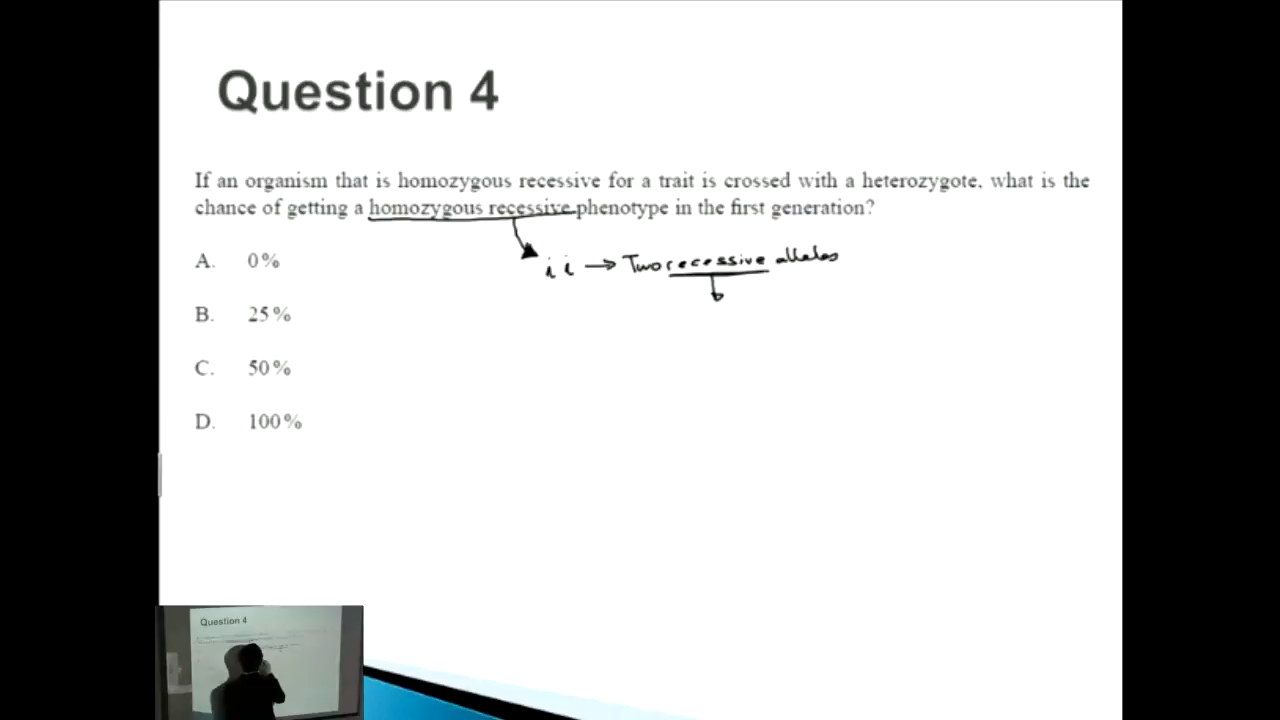 Question 4
If an organism that is homozygous recessive for a trait is crossed with a heterozygote, what is the
chance of getting a homozygous recessive phenotype in the first generation?
A. 0%
i i → Two recessive alleles
B. 25%
C. 50%
D. 100%
Question 4